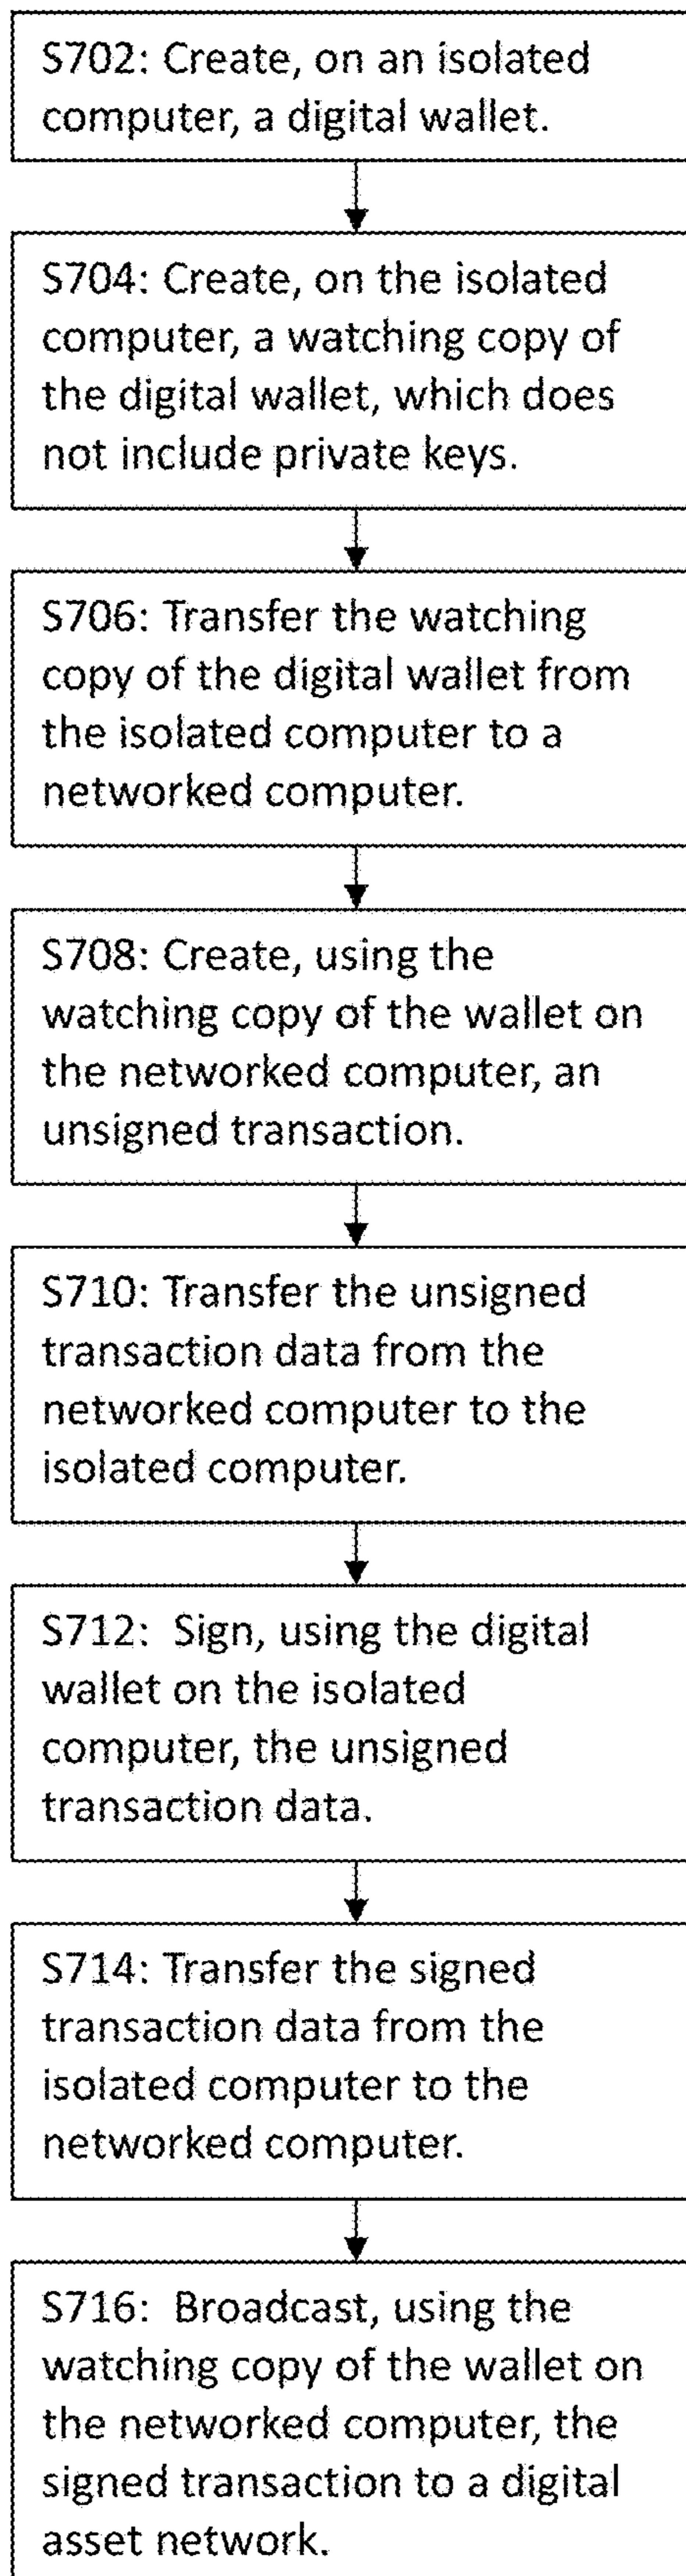 S702: Create, on an isolated
computer, a digital wallet.
S704: Create, on the isolated
computer, a watching copy of
the digital wallet, which does
not include private keys.
S706: Transfer the watching
copy of the digital wallet from
the isolated computer to a
networked computer.
S708: Create, using the
watching copy of the wallet on
the networked computer, an
unsigned transaction.
S710: Transfer the unsigned
transaction data from the
networked computer to the
isolated computer.
S712:  Sign, using the digital
wallet on the isolated
computer, the unsigned
transaction data.
S714: Transfer the signed
transaction data from the
isolated computer to the
networked computer.
S716:  Broadcast, using the
watching copy of the wallet on
the networked computer, the
signed transaction to a digital
asset network.